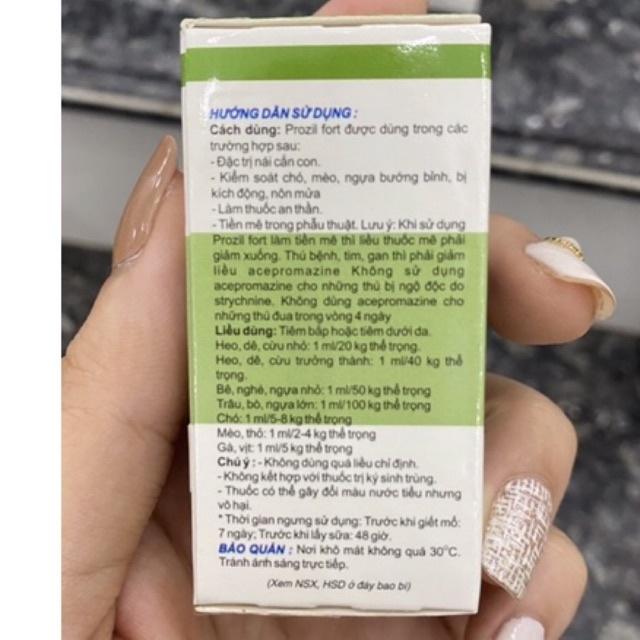 HƯỚNG DẪN SỬ DỤNG :
Cách dùng: Prozil fort được dùng trong các
trường hợp sau:
- Đặc trị nái cắn con.
- Kiểm soát chó, mèo, ngựa bướng bỉnh, bị
kích động, nôn mửa
- Làm thuốc an thần.
- Tiền mê trong phẫu thuật. Lưu ý: Khi sử dụng
Prozil fort làm tiền mê thì liều thuốc mê phải
giảm xuống. Thú bệnh, tim, gan thì phải giảm
liều acepromazine Không sử dụng
acepromazine cho những thú bị ngộ độc do
strychnine. Không dùng acepromazine cho
những thú đua trong vòng 4 ngày
Liều dùng: Tiêm bắp hoặc tiêm dưới da.
Heo, dê, cừu nhỏ: 1 ml/20 kg thể trọng.
Heo, dê, cừu trưởng thành: 1 ml/40 kg thể
trọng.
Bê, nghé, ngựa nhỏ: 1 ml/50 kg thể trọng
Trâu, bò, ngựa lớn: 1 ml/100 kg thể trọng
Chó: 1 ml/5-8 kg thể trọng
Mèo, thỏ: 1 ml/2-4 kg thể trọng
Gà, vịt: 1 ml/5 kg thể trọng
Chú ý : - Không dùng quá liều chỉ định.
- Không kết hợp với thuốc trị ký sinh trùng.
- Thuốc có thể gây đổi màu nước tiểu nhưng
vô hại.
* Thời gian ngưng sử dụng: Trước khi giết mổ:
7 ngày; Trước khi lấy sữa: 48 giờ.
BẢO QUẢN : Nơi khô mát không quá 30°C.
Tránh ánh sáng trực tiếp.
(Xem NSX, HSD ở đáy bao bì)